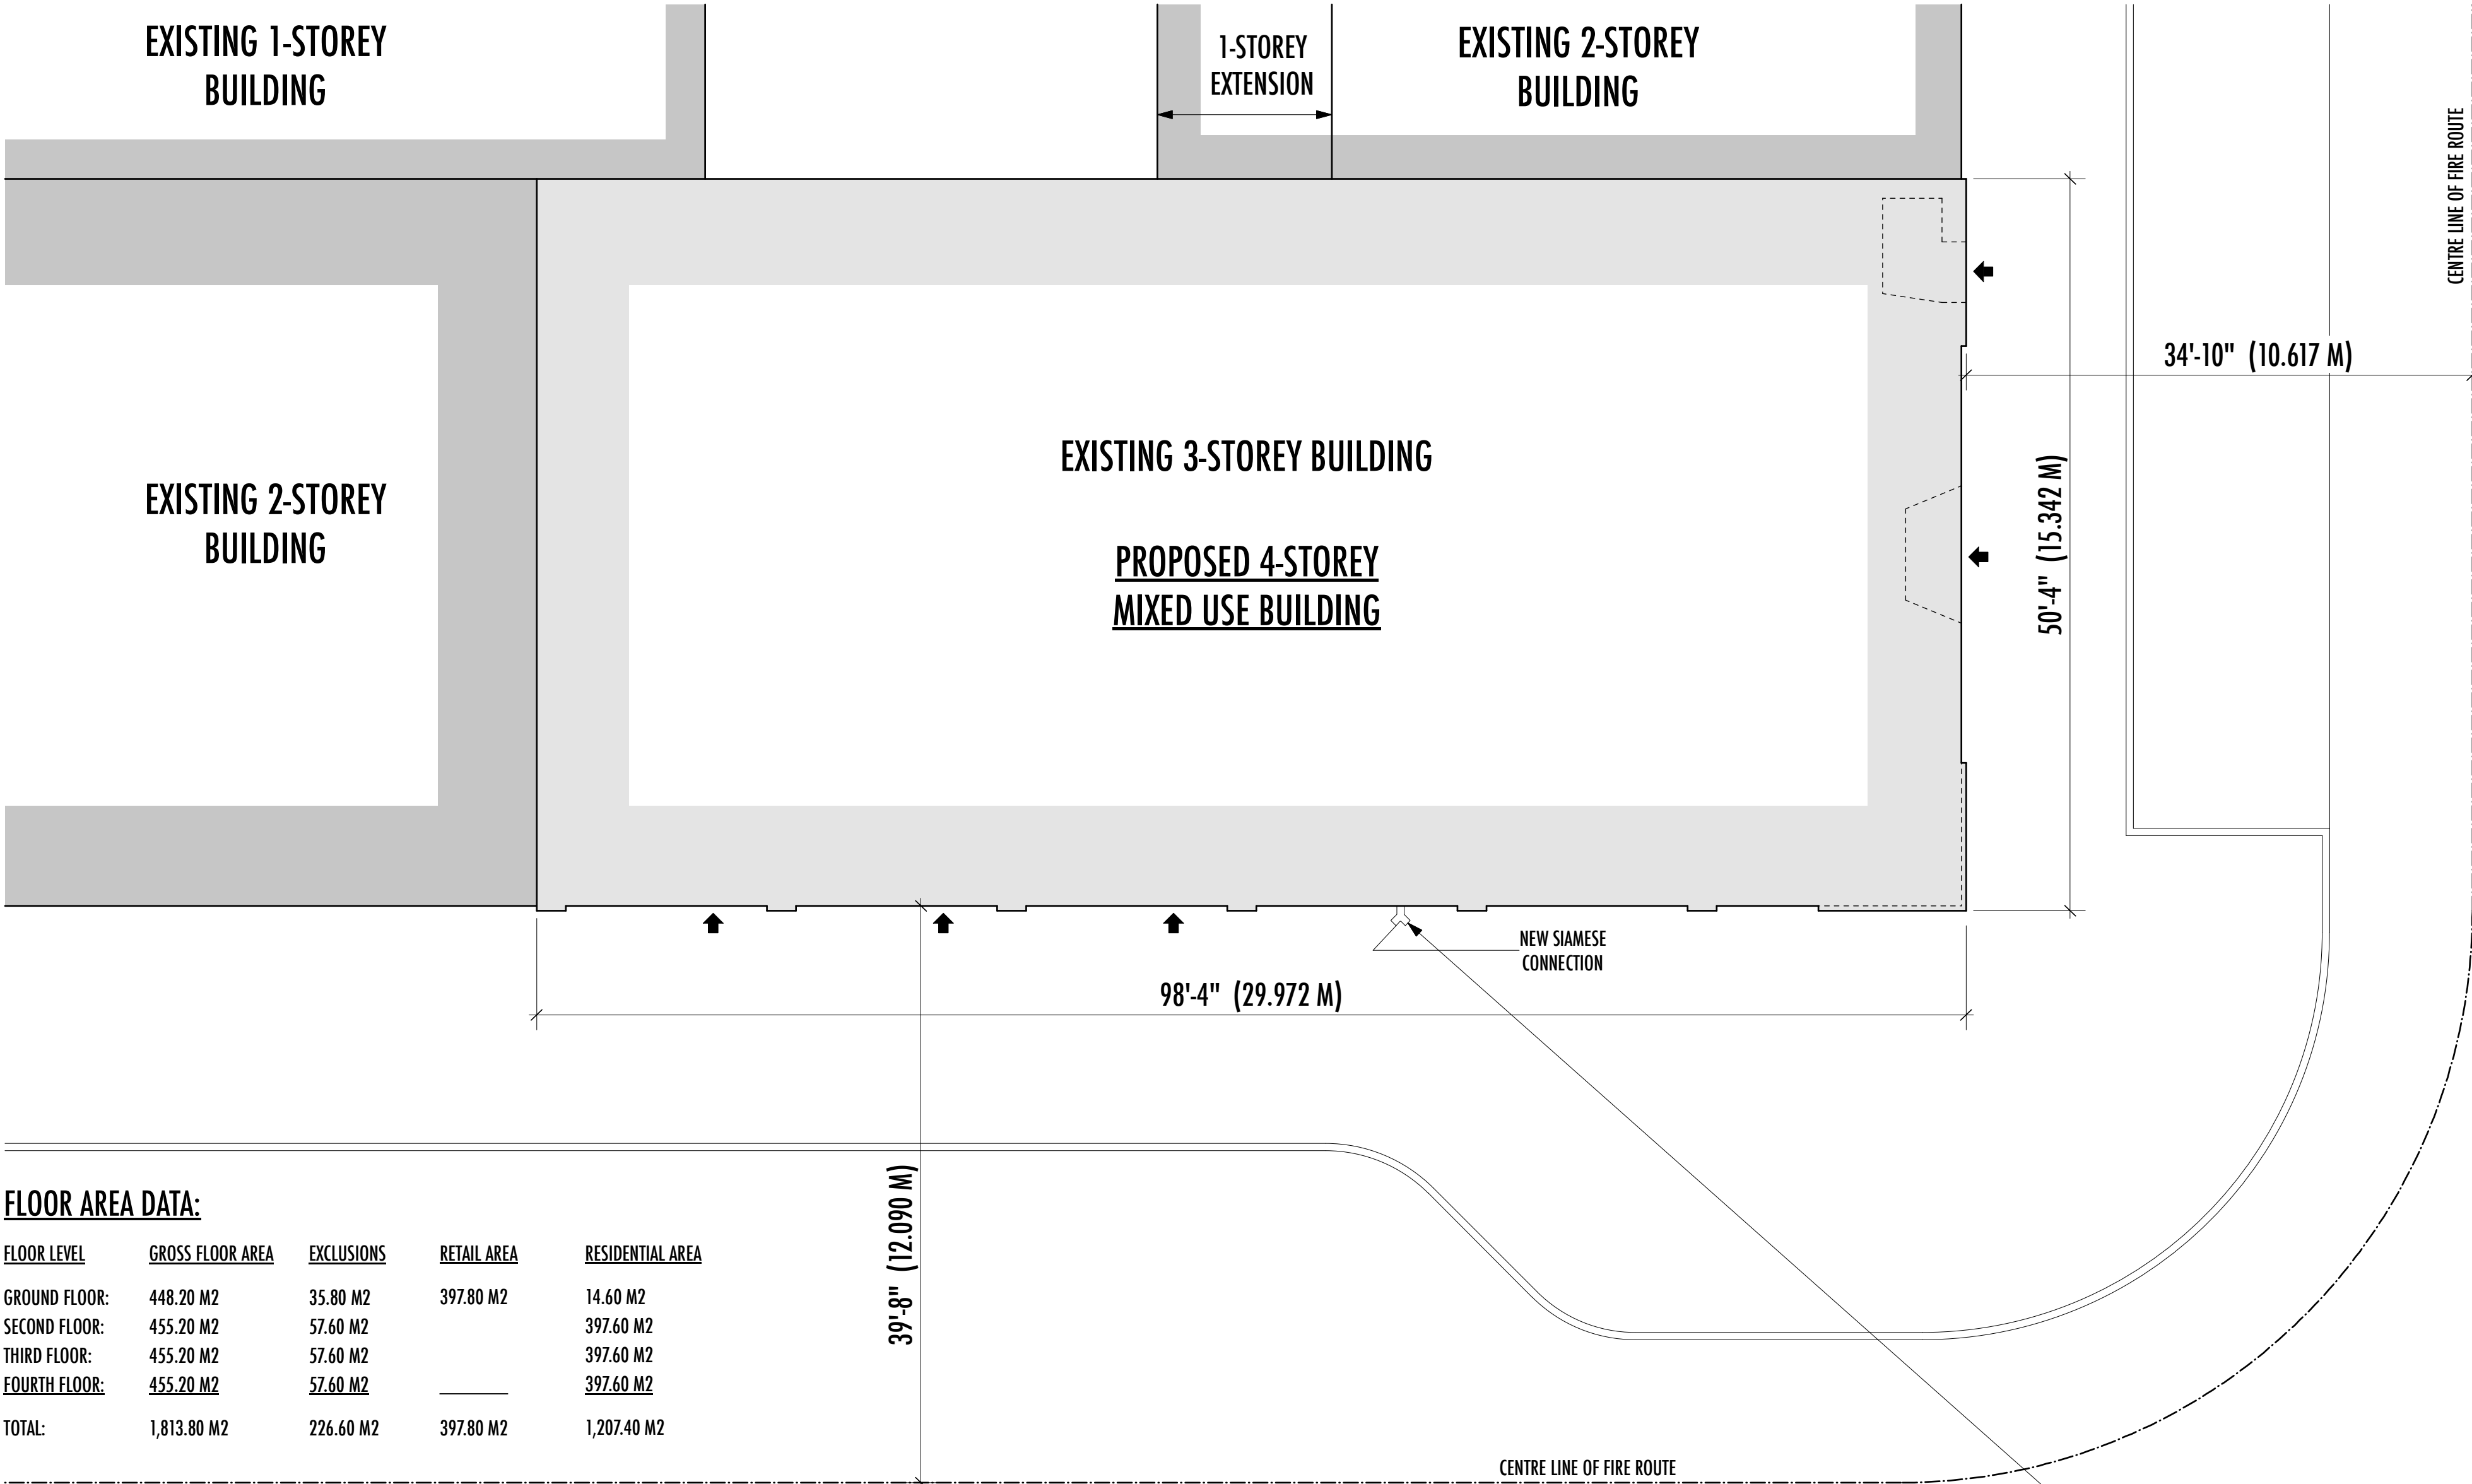 EXISTING 1-STOREY
BUILDING
1-STOREY
EXTENSION
EXISTING 2-STOREY
BUILDING
CENTRE LINE OF FIRE ROUTE
34'-10" (10.617 M)
EXISTING 3-STOREY BUILDING
EXISTING 2-STOREY
BUILDING
PROPOSED 4-STOREY
MIXED USE BUILDING
50'-4" (15.342 M)
NEW SIAMESE
CONNECTION
98'-4" (29.972 M)
39'-8" (12.090 M)
FLOOR AREA DATA:
FLOOR LEVEL GROSS FLOOR AREA EXCLUSIONS RETAIL AREA RESIDENTIAL AREA
GROUND FLOOR: 448.20 M2 35.80 M2 397.80 M2 14.60 M2
SECOND FLOOR: 455.20 M2 57.60 M2 397.60 M2
THIRD FLOOR: 455.20 M2 57.60 M2 397.60 M2
FOURTH FLOOR: 455.20 M2 57.60 M2 397.60 M2
TOTAL: 1,813.80 M2 226.60 M2 397.80 M2 1,207.40 M2
CENTRE LINE OF FIRE ROUTE